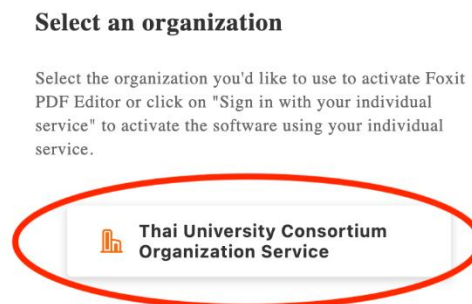 Select an organization
Select the organization you'd like to use to activate Foxit
PDF Editor or click on "Sign in with your individual
service" to activate the software using your individual
service.
Thai University Consortium
Organization Service